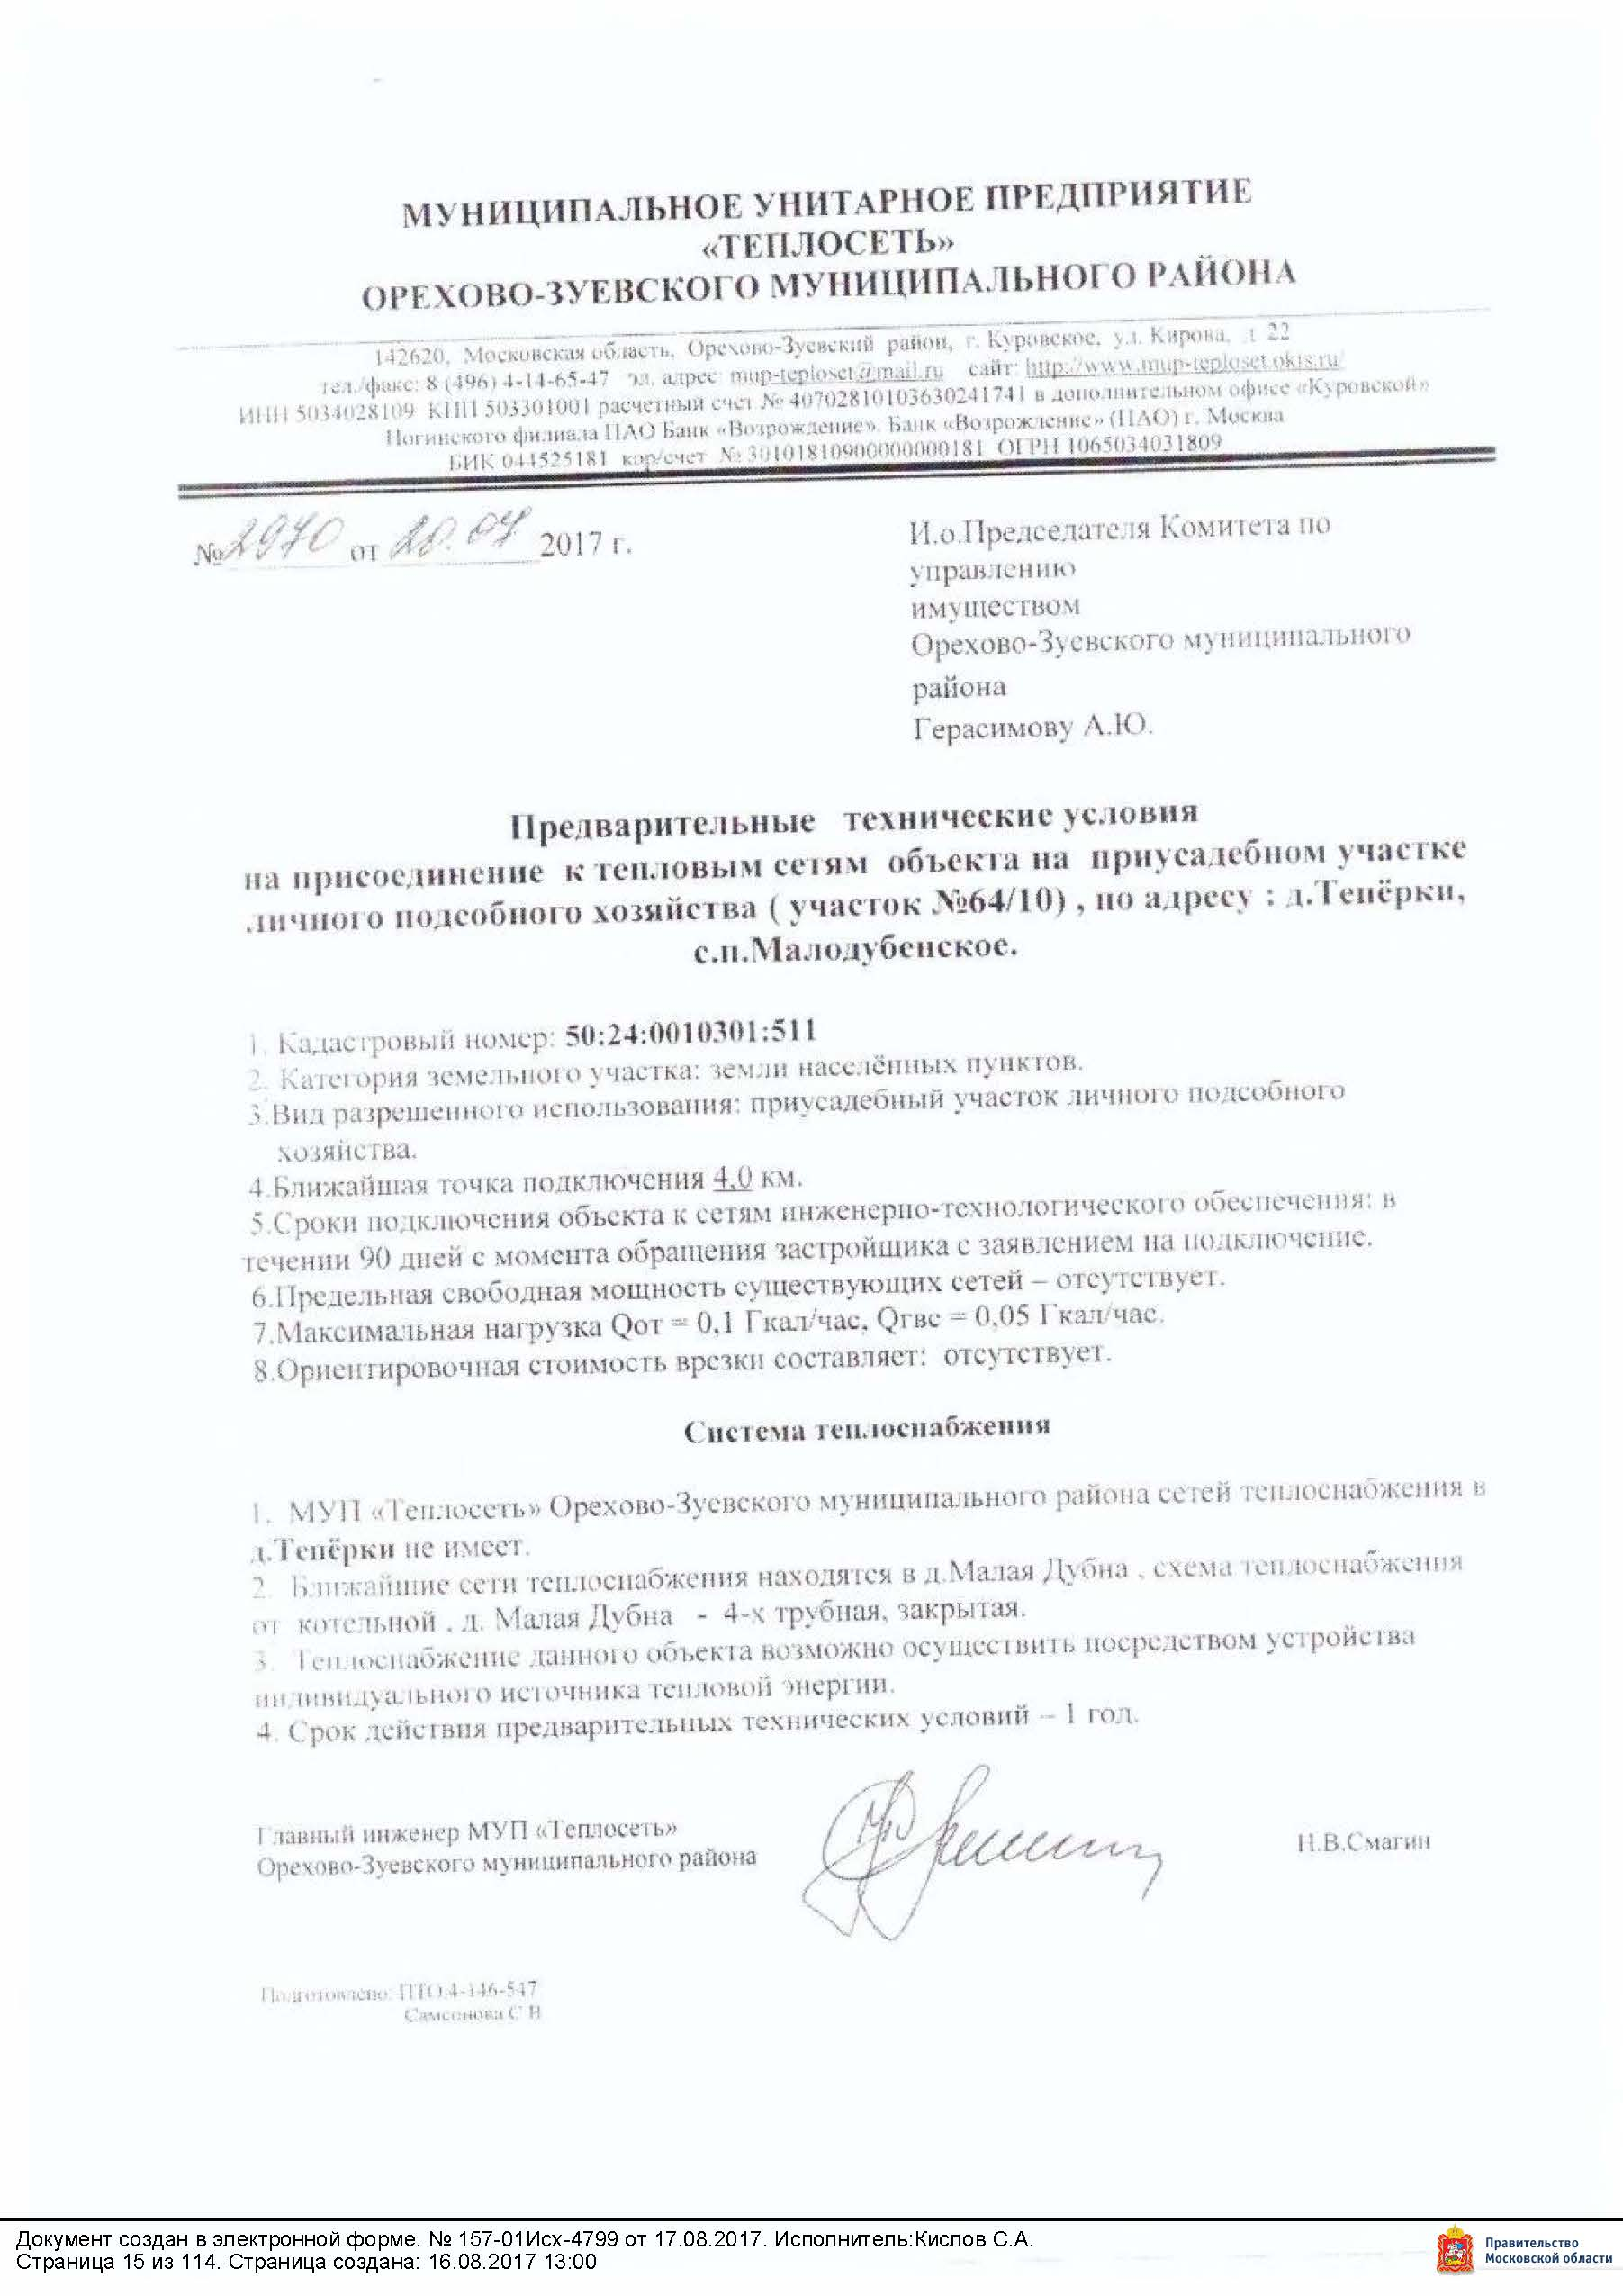 МУНИЦИПАЛЬНОЕ УНИТАРНОЕ ПРЕДПРИЯТИЕ
«ТЕПЛОСЕТЬ»
ОРЕХОВО-ЗУЕВСКОГО МУНИЦИПАЛЬНОГО РАЙОНА
142620, Московская область, Орехово-Зуевский район, г. Куровское, ул. Кирова, д 22
тел./факс: 8 (496) 4-14-65-47 эл. адрес: mup-teploset@mail.ru сайт: http://www.mup-teploset.okis.ru/
ИНН 5034028109 КПП 503301001 расчетный счет № 40702810103630241741 в дополнительном офисе «Куровской»
Ногинского филиала ПАО Банк «Возрождение». Банк «Возрождение» (ПАО) г. Москва
БИК 044525181 кор/счет № 30101810900000000181 ОГРН 1065034031809
№ 2970 от 20.07 2017 г.
И.о.Председателя Комитета по
управлению
имуществом
Орехово-Зуевского муниципального
района
Герасимову А.Ю.
Предварительные технические условия
на присоединение к тепловым сетям объекта на приусадебном участке
личного подсобного хозяйства ( участок №64/10) , по адресу : д.Тепёрки,
с.п.Малодубенское.
1. Кадастровый номер: 50:24:0010301:511
2. Категория земельного участка: земли населённых пунктов.
3.Вид разрешенного использования: приусадебный участок личного подсобного
хозяйства.
4.Ближайшая точка подключения 4,0 км.
5.Сроки подключения объекта к сетям инженерно-технологического обеспечения: в
течении 90 дней с момента обращения застройщика с заявлением на подключение.
6.Предельная свободная мощность существующих сетей – отсутствует.
7.Максимальная нагрузка Qот = 0,1 Гкал/час, Qгвс = 0,05 Гкал/час.
8.Ориентировочная стоимость врезки составляет: отсутствует.
Система теплоснабжения
1. МУП «Теплосеть» Орехово-Зуевского муниципального района сетей теплоснабжения в
д.Тепёрки не имеет.
2. Ближайшие сети теплоснабжения находятся в д.Малая Дубна , схема теплоснабжения
от котельной , д. Малая Дубна - 4-х трубная, закрытая.
3. Теплоснабжение данного объекта возможно осуществить посредством устройства
индивидуального источника тепловой энергии.
4. Срок действия предварительных технических условий – 1 год.
Главный инженер МУП «Теплосеть»
Орехово-Зуевского муниципального района
Н.В.Смагин
Подготовлено: ПТО 4-146-547
Самсонова С В
Документ создан в электронной форме. № 157-01Исх-4799 от 17.08.2017. Исполнитель:Кислов С.А.
Страница 15 из 114. Страница создана: 16.08.2017 13:00
Правительство
Московской области